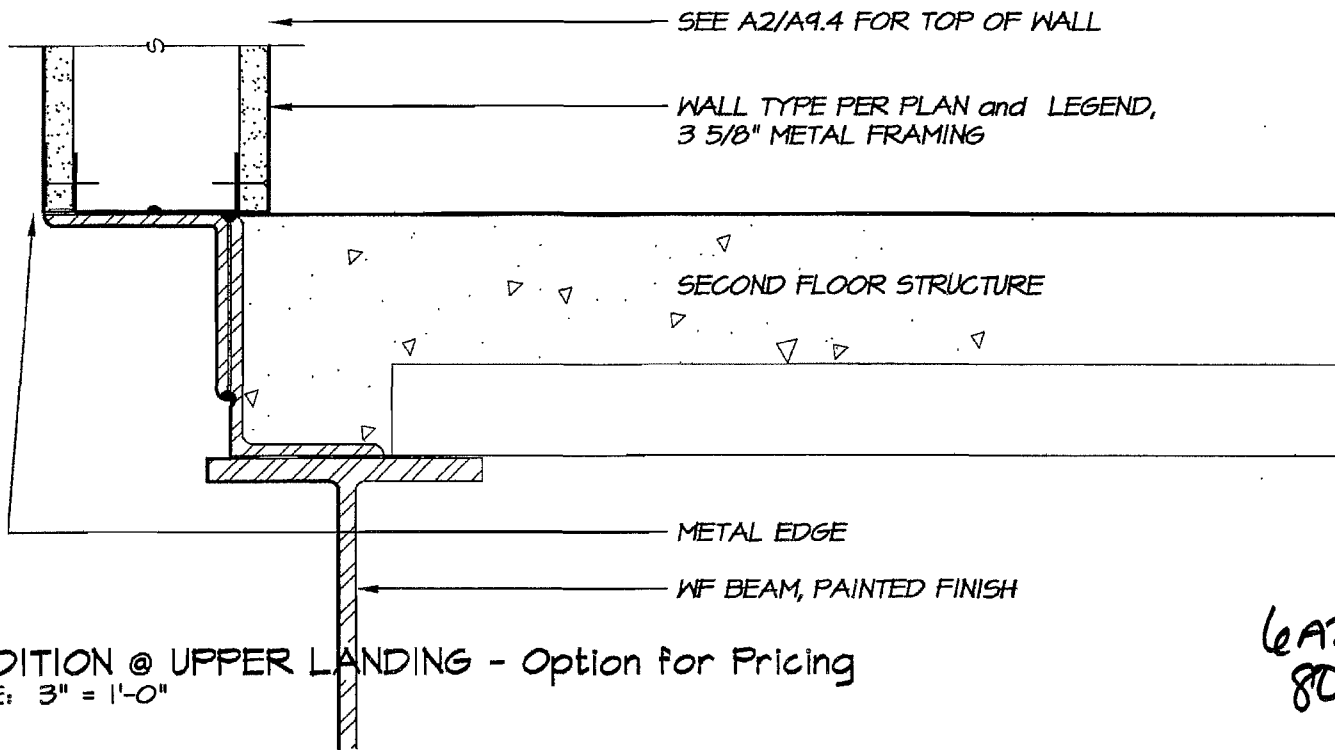 SEE A2/A9.4 FOR TOP OF WALL
WALL TYPE PER PLAN and LEGEND,
3 5/8" METAL FRAMING
SECOND FLOOR STRUCTURE
METAL EDGE
WF BEAM, PAINTED FINISH
DITION @ UPPER LANDING - Option for Pricing
E: 3" = 1'-0"